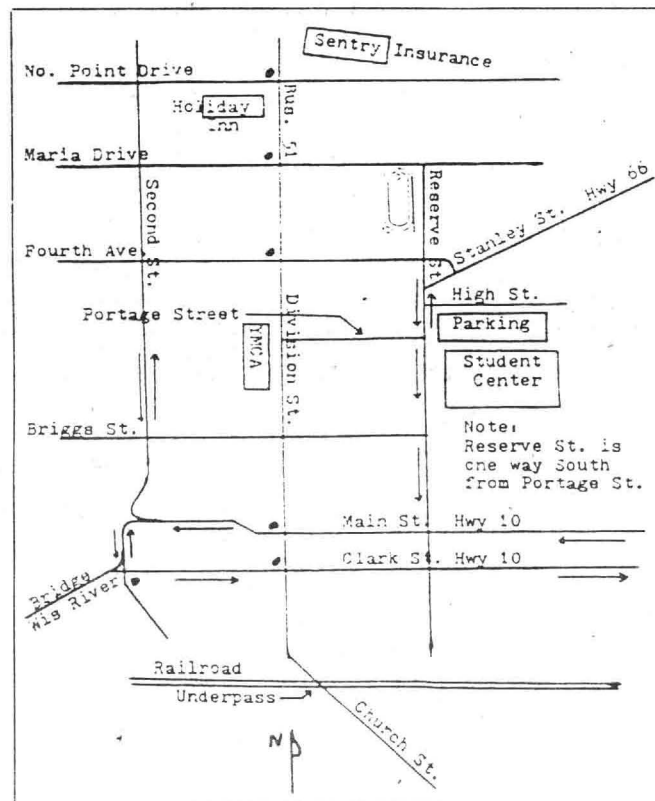 Sentry Insurance
No. Point Drive
Holiday
Inn
Bus. 51
Maria Drive
Second St.
Reserve St.
Stanley St. Hwy 66
Fourth Ave.
High St.
Portage Street
Parking
YMCA
Division St.
Student
Center
Briggs St.
Note:
Reserve St. is
one way South
from Portage St.
Main St. Hwy 10
Clark St. Hwy 10
Bridge
Wis River
Railroad
Underpass
Church St.
N